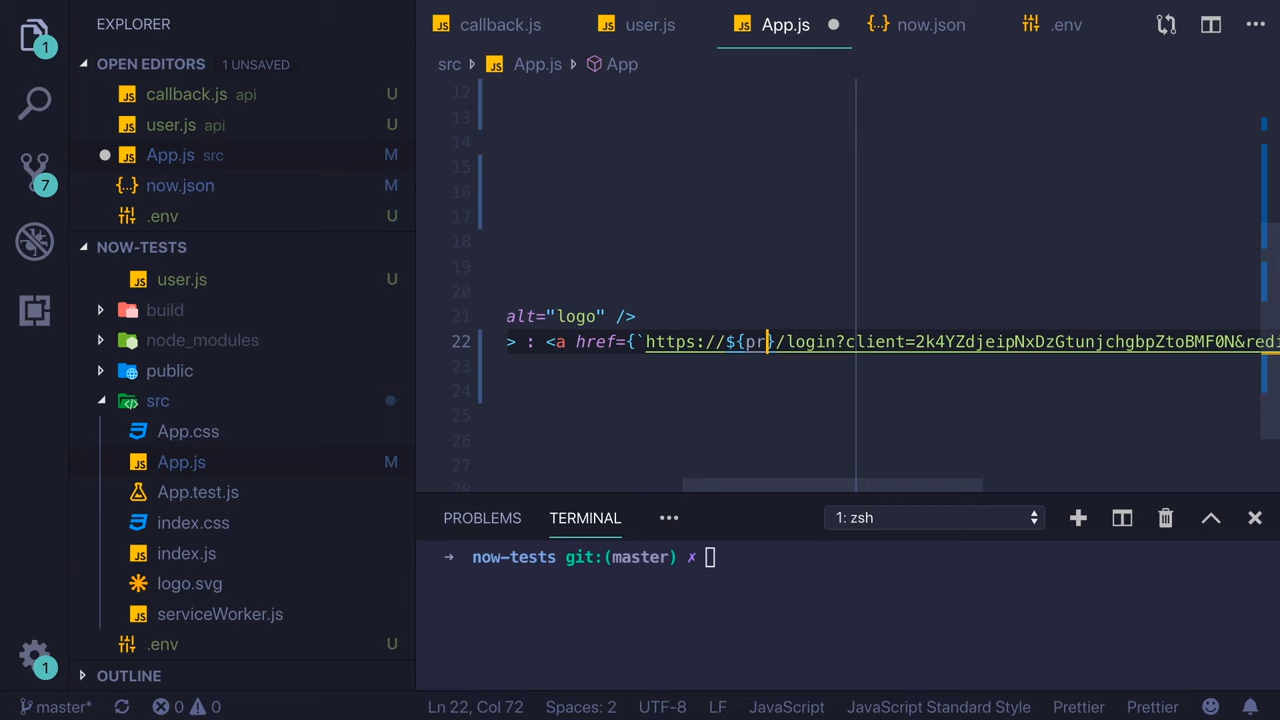 EXPLORER
callback.js
user.js
App.js
now.json
.env
OPEN EDITORS 1 UNSAVED
src
App.js
App
1
callback.js api U
user.js api U
App.js src M
now.json M
.env U
7
NOW-TESTS
user.js U
build
node_modules
public
src
App.css
App.js M
App.test.js
index.css
index.js
logo.svg
serviceWorker.js
.env U
OUTLINE
1
12
13
14
15
16
17
18
19
20
21 alt="logo" />
22 > : <a href={`https://${pr}/login?client=2k4YZdjeipNxDzGtunjchgbpZtoBMF0N&redi
23
24
25
26
27
28
PROBLEMS TERMINAL 1: zsh
→ now-tests git:(master) ✗
master* 0 0 Ln 22, Col 72 Spaces: 2 UTF-8 LF JavaScript JavaScript Standard Style Prettier Prettier